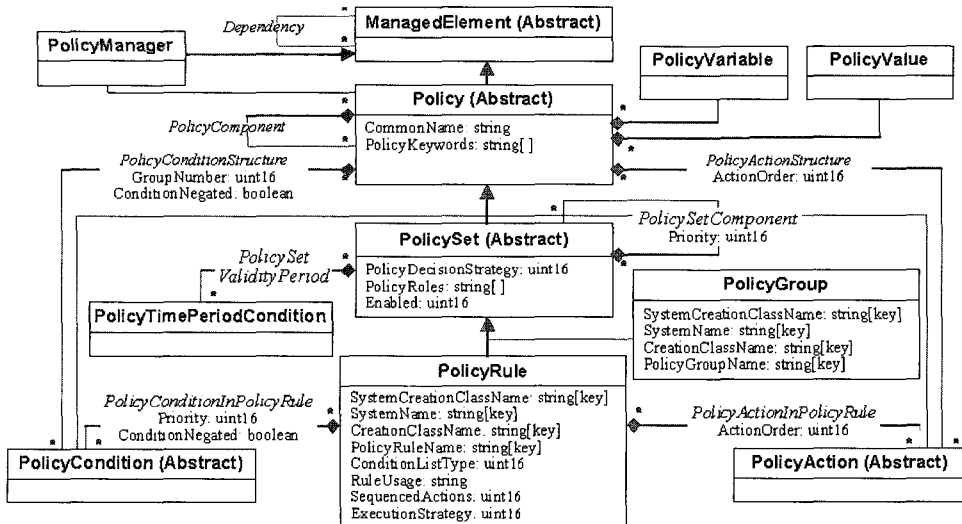 Dependency
*
ManagedElement (Abstract)
*
PolicyManager
PolicyVariable
PolicyValue
*
Policy (Abstract)
*
PolicyComponent
*
CommonName: string
PolicyKeywords: string[ ]
*
PolicyConditionStructure
GroupNumber: uint16
ConditionNegated: boolean
*
*
PolicyActionStructure
ActionOrder: uint16
*
PolicySetComponent
Priority: uint16
*
PolicySet (Abstract)
PolicyDecisionStrategy: uint16
PolicyRoles: string[ ]
Enabled: uint16
PolicySet
ValidityPeriod
*
*
PolicyTimePeriodCondition
PolicyGroup
SystemCreationClassName: string[key]
SystemName: string[key]
CreationClassName: string[key]
PolicyGroupName: string[key]
PolicyRule
SystemCreationClassName: string[key]
SystemName: string[key]
CreationClassName: string[key]
PolicyRuleName: string[key]
ConditionListType: uint16
RuleUsage: string
SequencedActions: uint16
ExecutionStrategy: uint16
PolicyConditionInPolicyRule
Priority: uint16
ConditionNegated: boolean
*
*
PolicyActionInPolicyRule
ActionOrder: uint16
* * *
PolicyCondition (Abstract)
* * *
PolicyAction (Abstract)